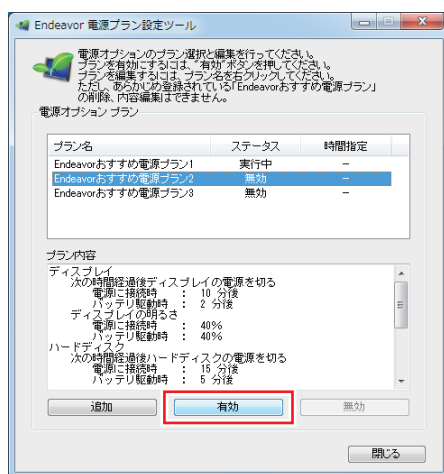 Endeavor 電源プラン設定ツール
電源オプションのプラン選択と編集を行ってください。
プランを有効にするには、"有効"ボタンを押してください。
プランを編集するには、プラン名を右クリックしてください。
ただし、あらかじめ登録されている「Endeavorおすすめ電源プラン」
の削除、内容編集はできません。
電源オプション プラン
プラン名 ステータス 時間指定
Endeavorおすすめ電源プラン1 実行中 －
Endeavorおすすめ電源プラン2 無効 －
Endeavorおすすめ電源プラン3 無効
プラン内容
ディスプレイ
次の時間経過後ディスプレイの電源を切る
電源に接続時 : 10 分後
バッテリ駆動時 : 2 分後
ディスプレイの明るさ
電源に接続時 : 40%
バッテリ駆動時 : 40%
ハードディスク
次の時間経過後ハードディスクの電源を切る
電源に接続時 : 15 分後
バッテリ駆動時 : 5 分後
追加 有効 無効
閉じる